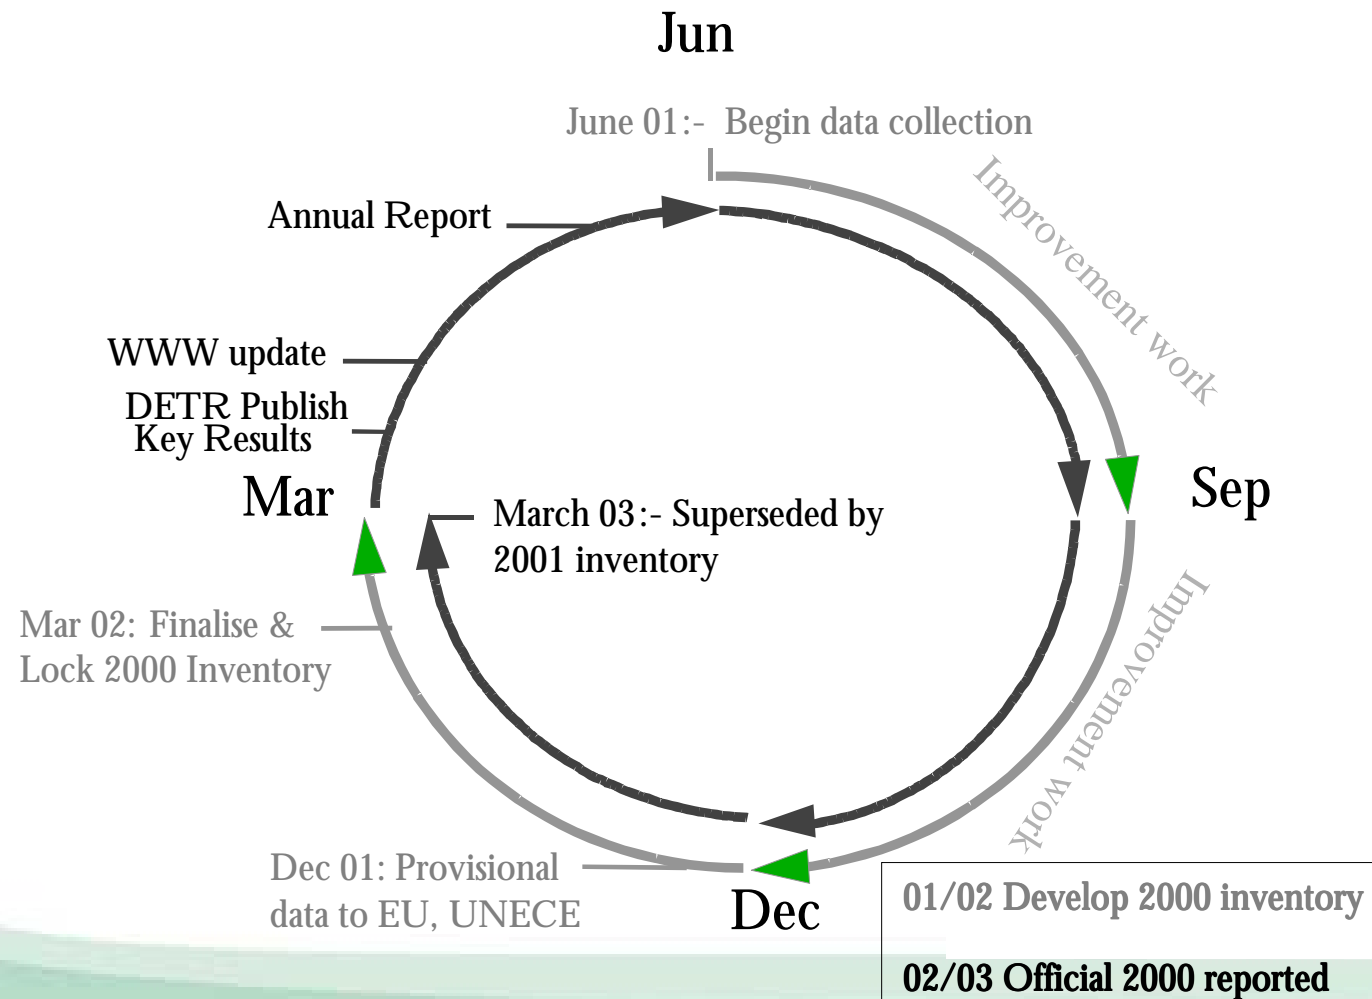 Jun
June 01:- Begin data collection
Improvement work
Annual Report
WWW update
DETR Publish
Key Results
Mar
Sep
March 03:- Superseded by
2001 inventory
Improvement work
Mar 02: Finalise &
Lock 2000 Inventory
Dec 01: Provisional
data to EU, UNECE
Dec
01/02 Develop 2000 inventory
02/03 Official 2000 reported